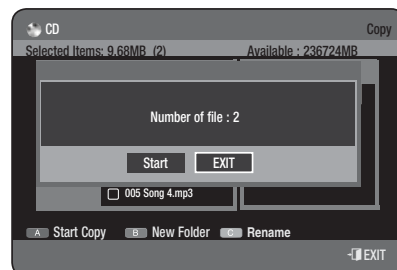 CD Copy
Selected Items: 9.68MB (2) Available : 236724MB
Number of file : 2
Start EXIT
005 Song 4.mp3
A Start Copy B New Folder C Rename
EXIT